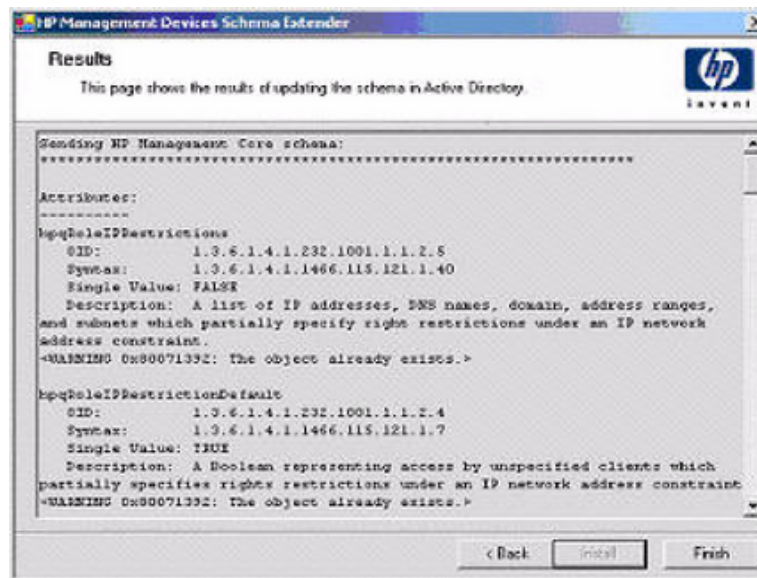 HP Management Devices Schema Extender
Results
This page shows the results of updating the schema in Active Directory.
hp
invent
Sending HP Management Core schema:
******************************************************************
Attributes:
----------
hpqRoleIPRestrictions
OID: 1.3.6.1.4.1.232.1001.1.1.2.5
Syntax: 1.3.6.1.4.1.1466.115.121.1.40
Single Value: FALSE
Description: A list of IP addresses, DNS names, domain, address ranges,
and subnets which partially specify right restrictions under an IP network
address constraint.
<WARNING 0x80071392: The object already exists.>
hpqRoleIPRestrictionDefault
OID: 1.3.6.1.4.1.232.1001.1.1.2.4
Syntax: 1.3.6.1.4.1.1466.115.121.1.7
Single Value: TRUE
Description: A Boolean representing access by unspecified clients which
partially specifies rights restrictions under an IP network address constraint
<WARNING 0x80071392: The object already exists.>
< Back Install Finish